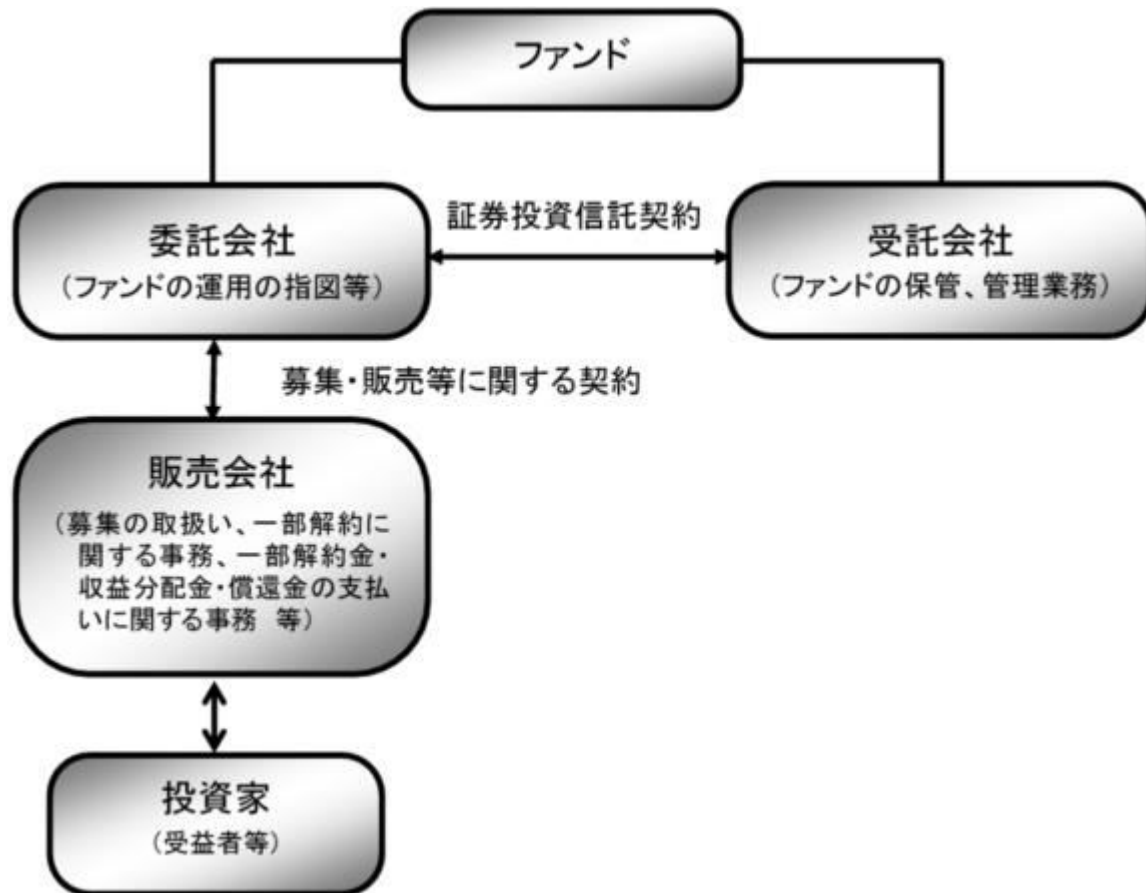 ファンド
委託会社
（ファンドの運用の指図等）
証券投資信託契約
受託会社
（ファンドの保管、管理業務）
募集・販売等に関する契約
販売会社
（募集の取扱い、一部解約に
関する事務、一部解約金・
収益分配金・償還金の支払
いに関する事務　等）
投資家
（受益者等）